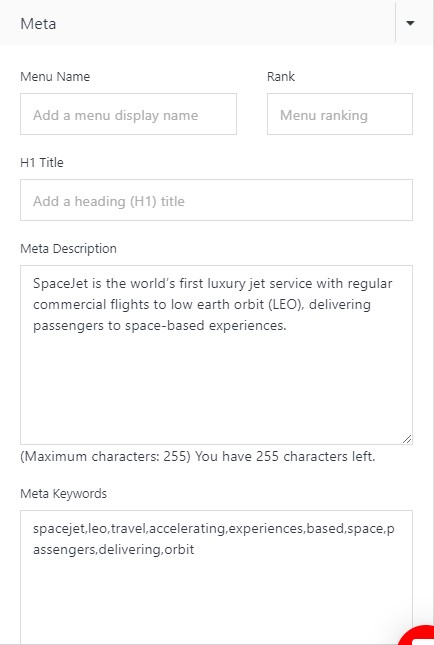 Meta
Menu Name
Rank
Add a menu display name
Menu ranking
H1 Title
Add a heading (H1) title
Meta Description
SpaceJet is the world's first luxury jet service with regular
commercial flights to low earth orbit (LEO), delivering
passengers to space-based experiences.
(Maximum characters: 255) You have 255 characters left.
Meta Keywords
spacejet,leo,travel,accelerating,experiences,based,space,p
assengers,delivering,orbit